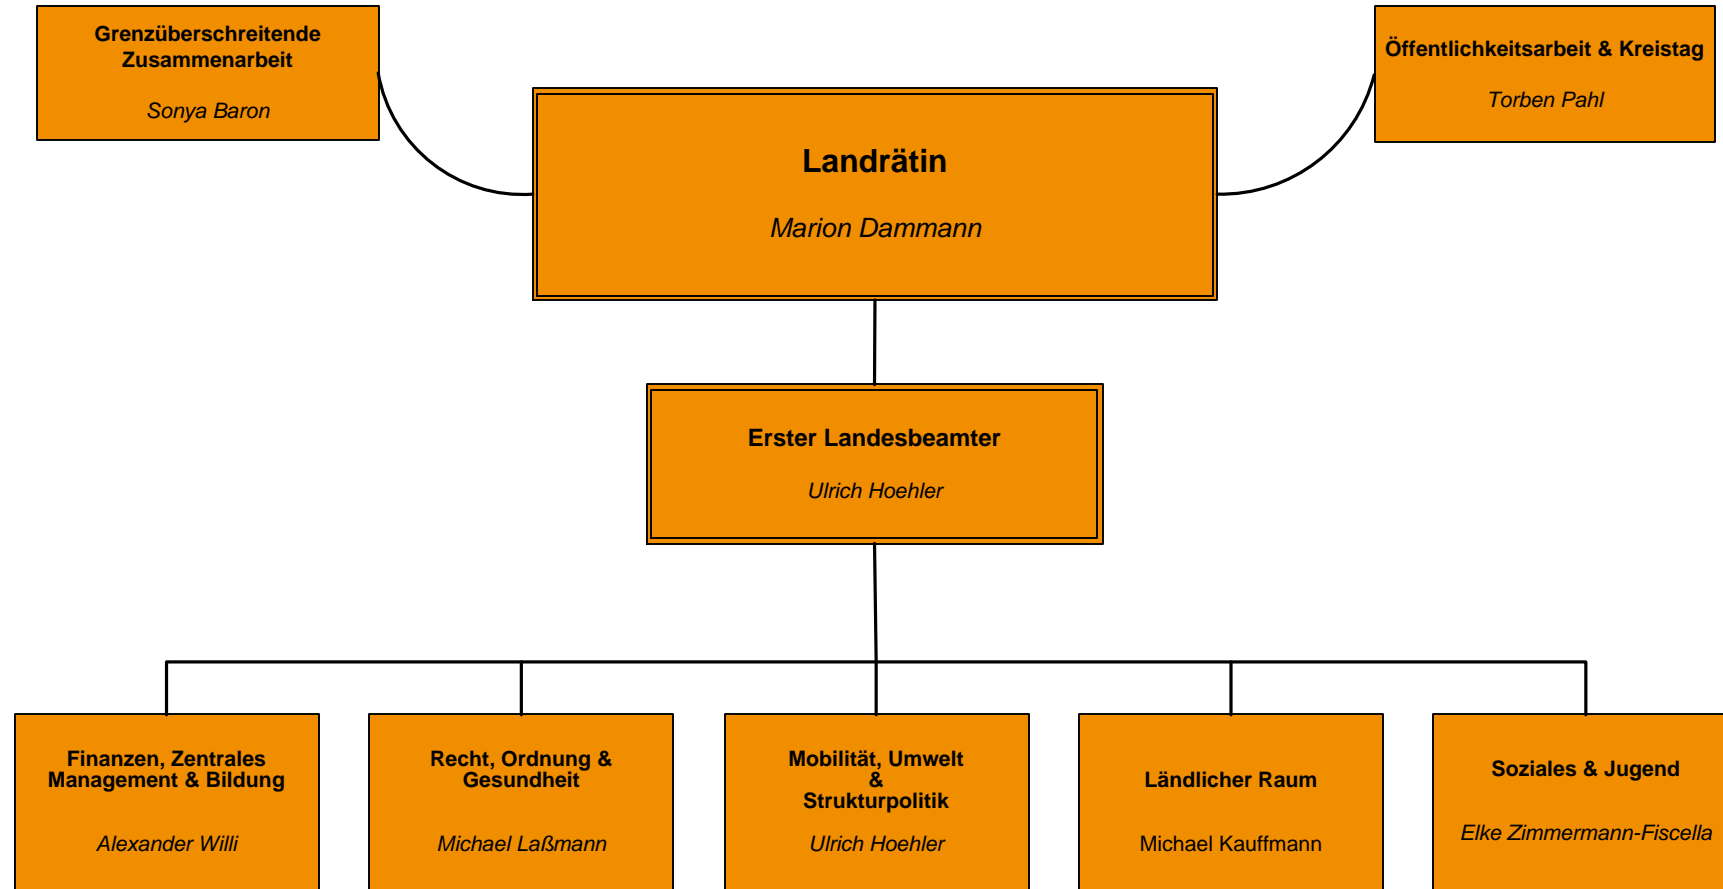 Grenzüberschreitende
Zusammenarbeit
Sonya Baron
Öffentlichkeitsarbeit & Kreistag
Torben Pahl
Landrätin
Marion Dammann
Erster Landesbeamter
Ulrich Hoehler
Finanzen, Zentrales
Management & Bildung
Alexander Willi
Recht, Ordnung &
Gesundheit
Michael Laßmann
Mobilität, Umwelt
&
Strukturpolitik
Ulrich Hoehler
Ländlicher Raum
Michael Kauffmann
Soziales & Jugend
Elke Zimmermann-Fiscella